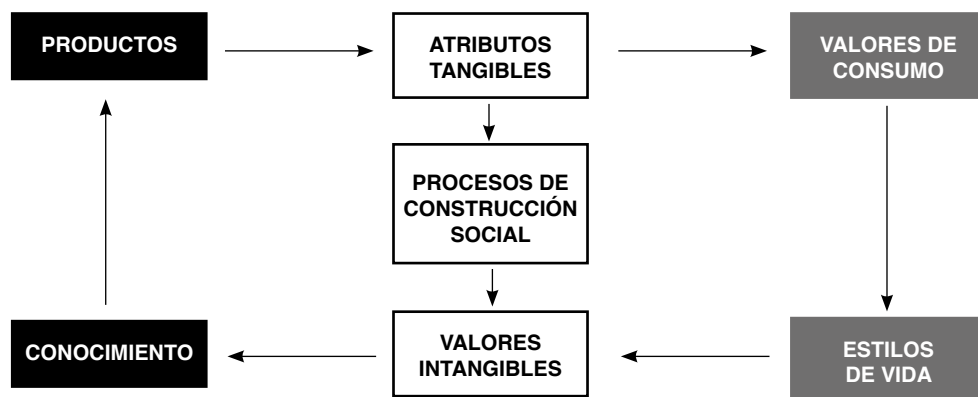 PRODUCTOS
ATRIBUTOS
TANGIBLES
VALORES DE
CONSUMO
PROCESOS DE
CONSTRUCCIÓN
SOCIAL
CONOCIMIENTO
VALORES
INTANGIBLES
ESTILOS
DE VIDA